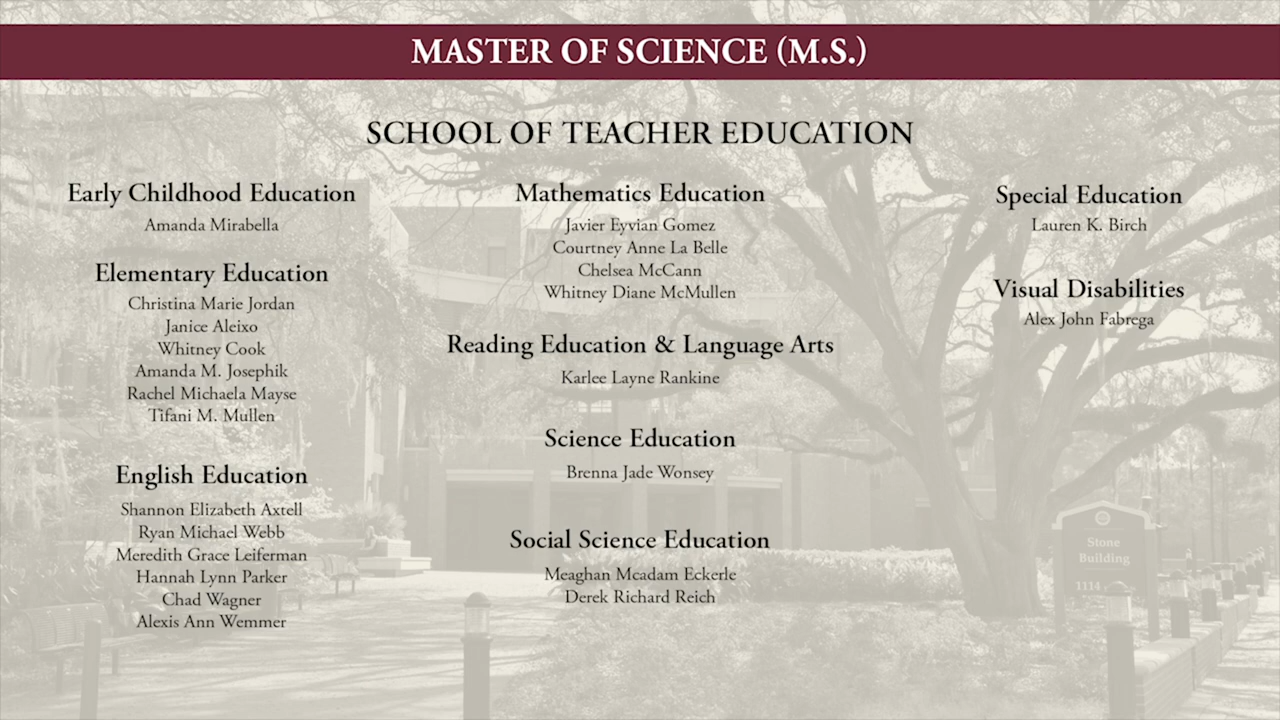 MASTER OF SCIENCE (M.S.)
SCHOOL OF TEACHER EDUCATION
Early Childhood Education
Amanda Mirabella
Elementary Education
Christina Marie Jordan
Janice Aleixo
Whitney Cook
Amanda M. Josephik
Rachel Michaela Mayse
Tifani M. Mullen
English Education
Shannon Elizabeth Axtell
Ryan Michael Webb
Meredith Grace Leiferman
Hannah Lynn Parker
Chad Wagner
Alexis Ann Wemmer
Mathematics Education
Javier Eyvian Gomez
Courtney Anne La Belle
Chelsea McCann
Whitney Diane McMullen
Reading Education & Language Arts
Karlee Layne Rankine
Science Education
Brenna Jade Wonsey
Social Science Education
Meaghan Mcadam Eckerle
Derek Richard Reich
Special Education
Lauren K. Birch
Visual Disabilities
Alex John Fabrega
Stone
Building
1114